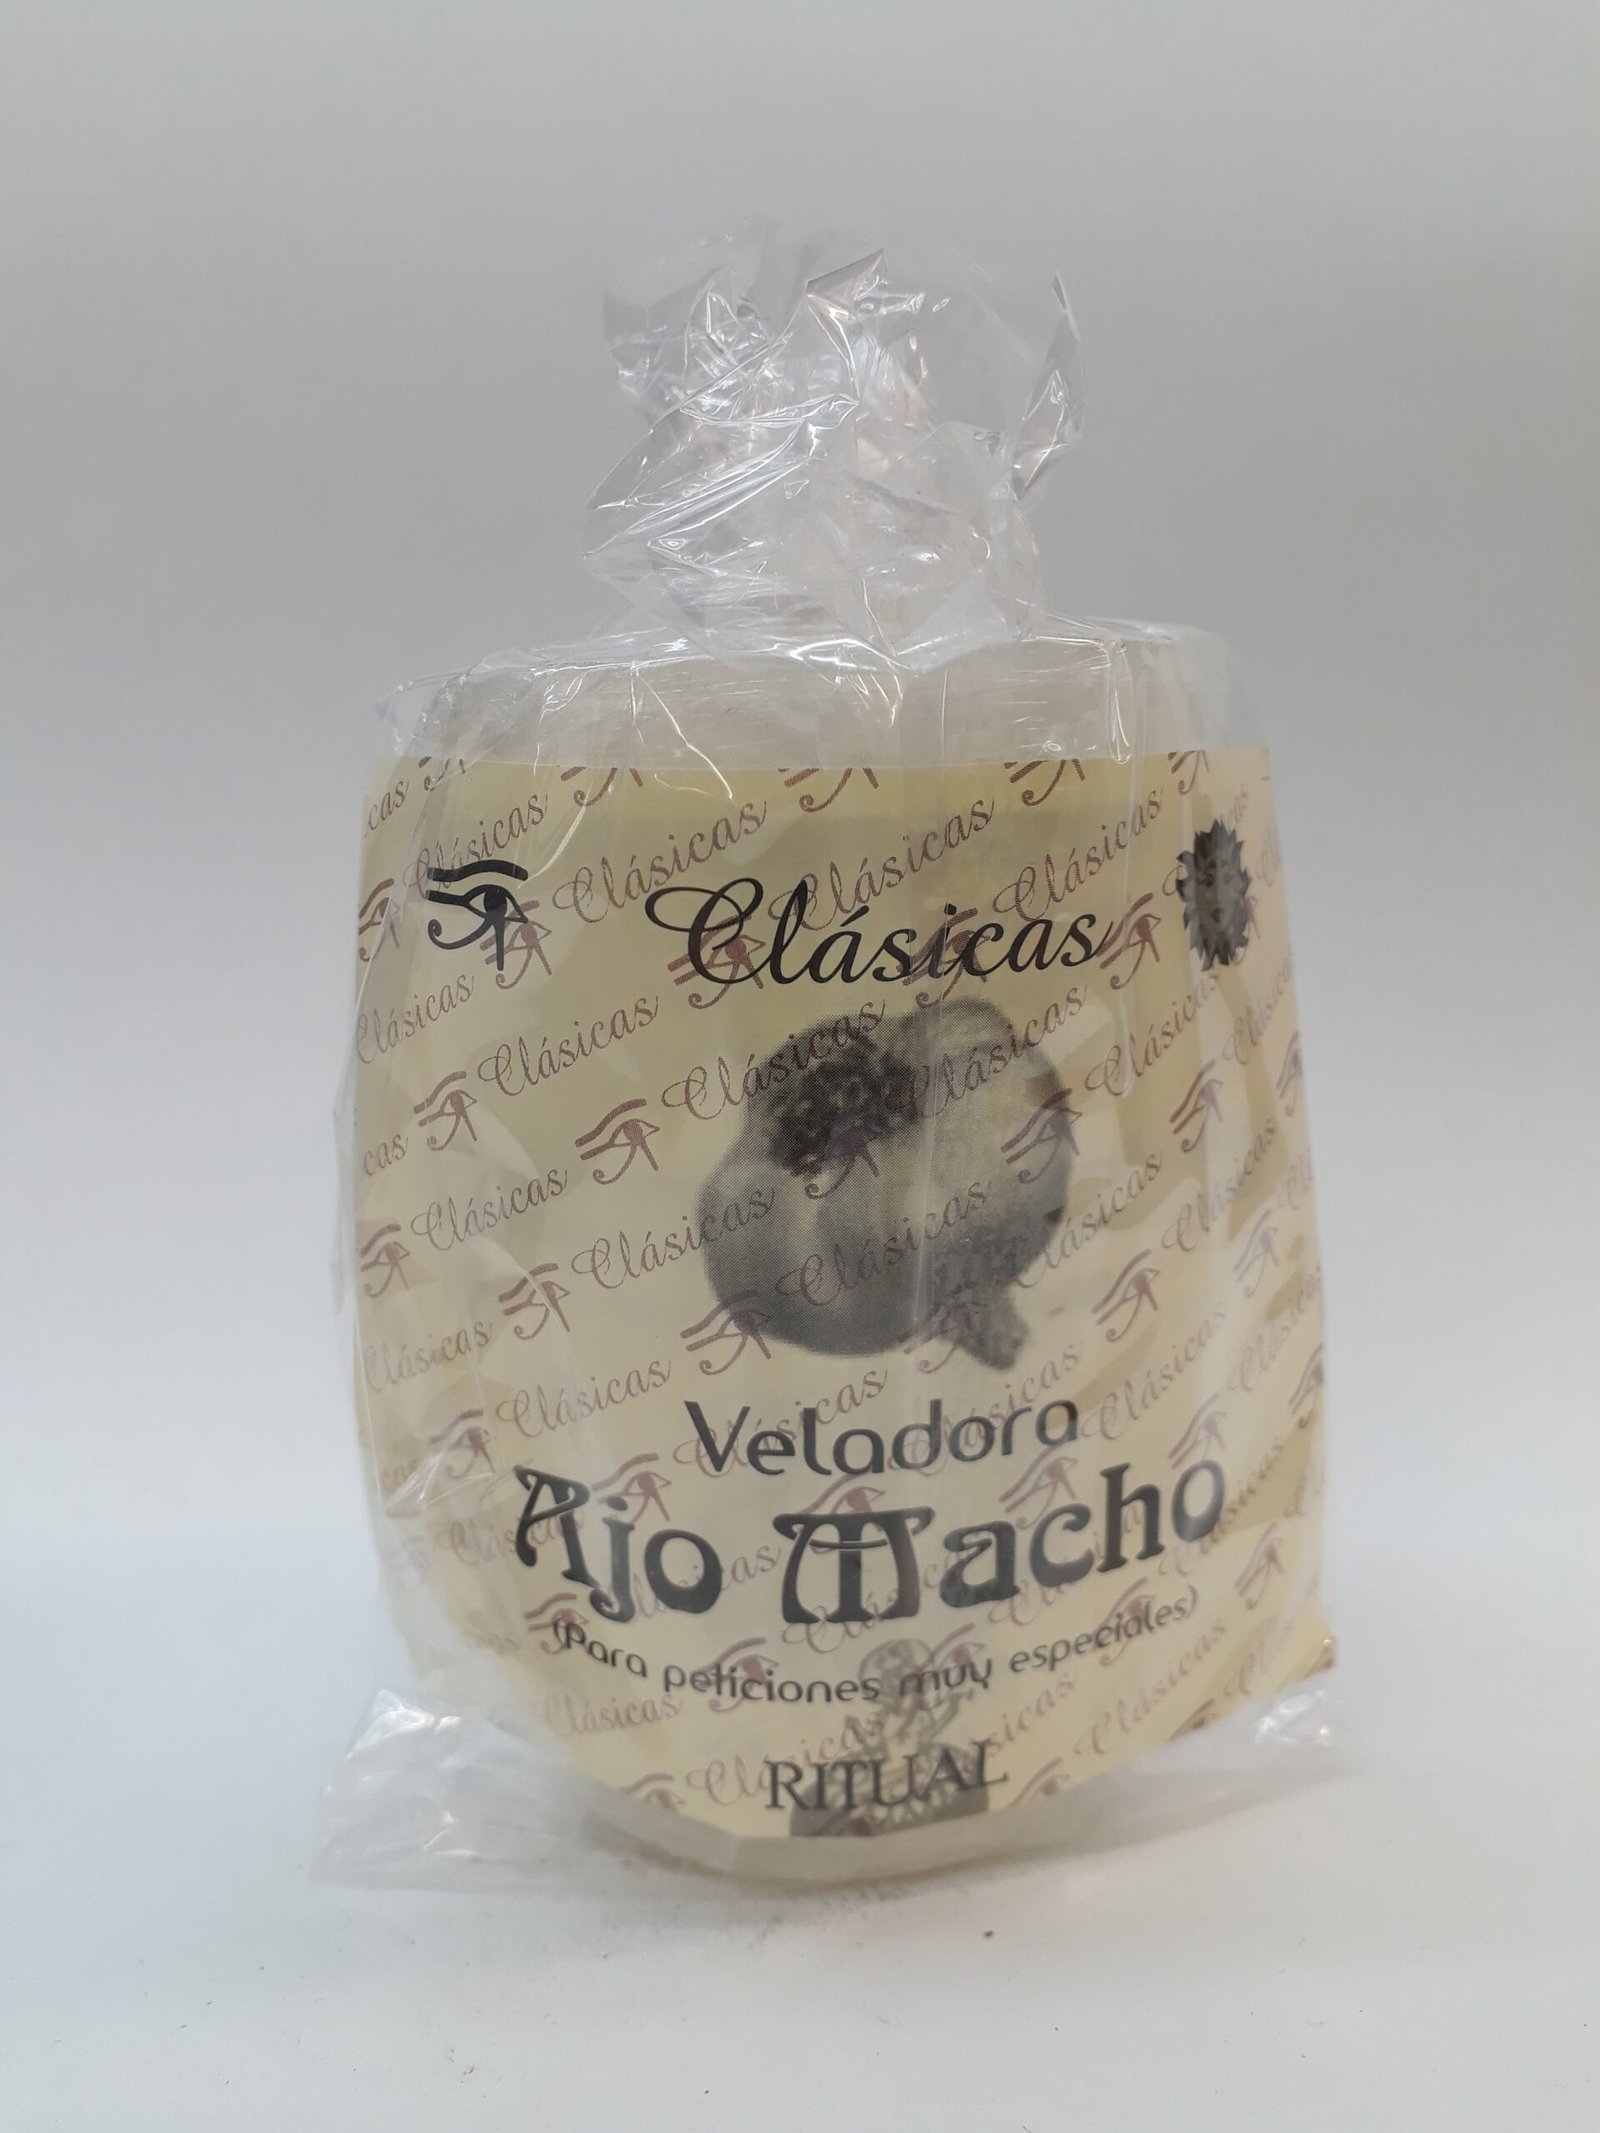 Clásicas
Veladora
Ajo Macho
(Para peticiones muy especiales)
RITUAL